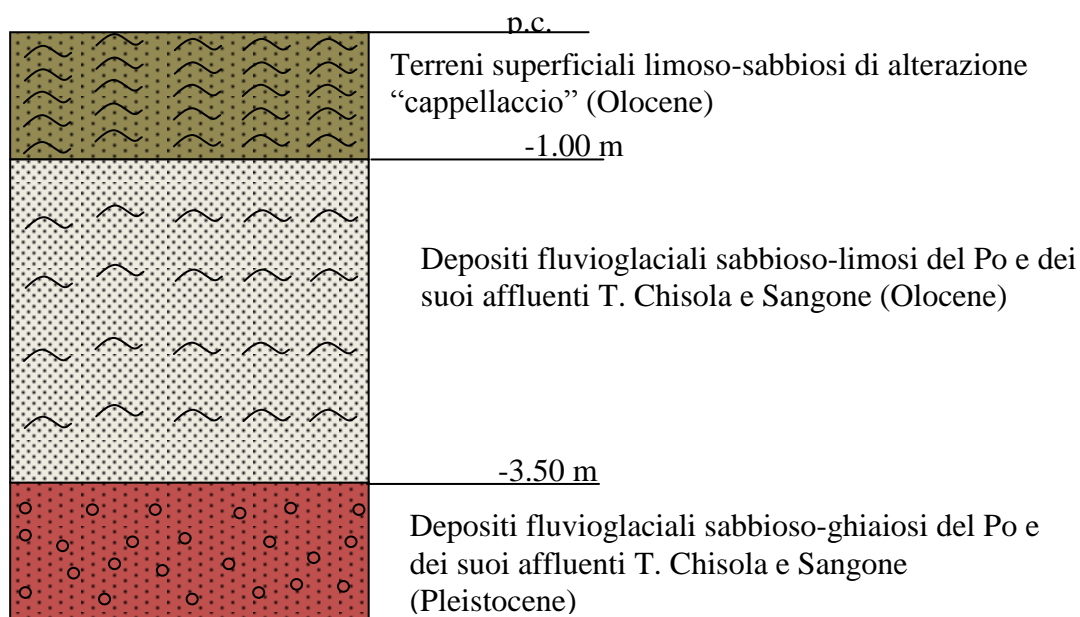 p.c.
Terreni superficiali limoso-sabbiosi di alterazione
“cappellaccio” (Olocene)
-1.00 m
Depositi fluvioglaciali sabbioso-limosi del Po e dei
suoi affluenti T. Chisola e Sangone (Olocene)
-3.50 m
Depositi fluvioglaciali sabbioso-ghiaiosi del Po e
dei suoi affluenti T. Chisola e Sangone
(Pleistocene)